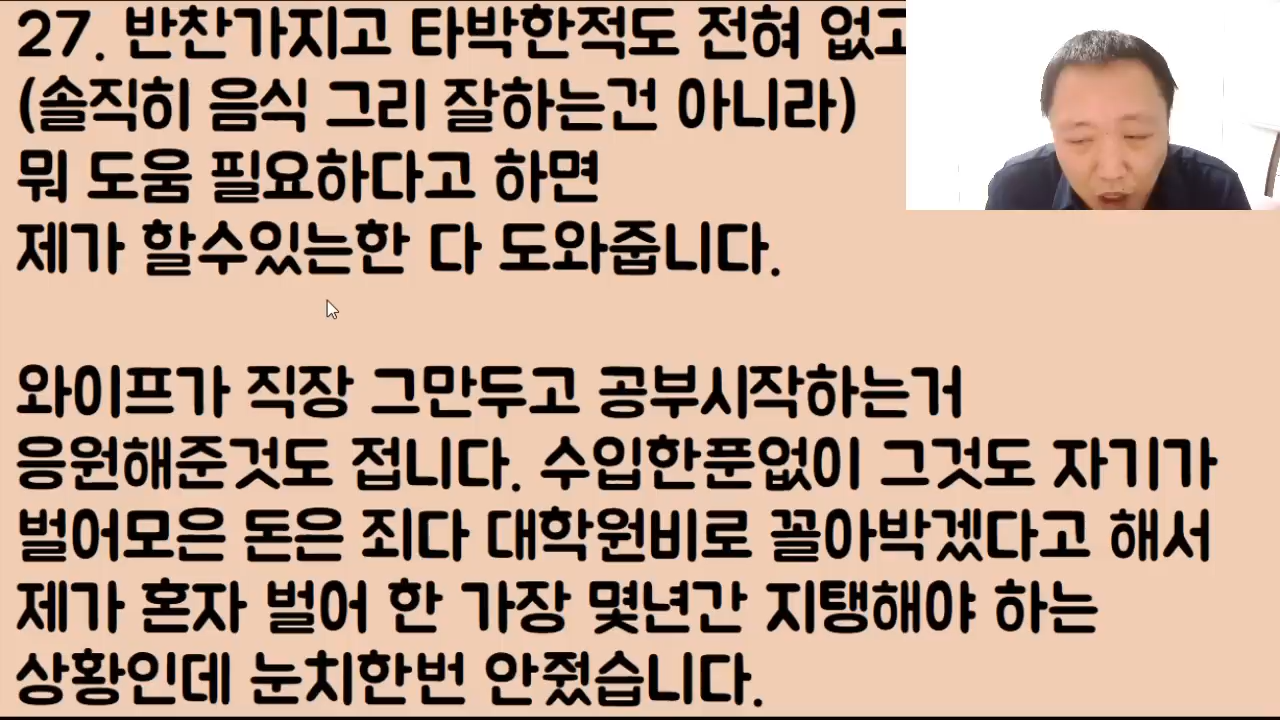 27. 반찬가지고 타박한적도 전혀 없고
(솔직히 음식 그리 잘하는건 아니라)
뭐 도움 필요하다고 하면
제가 할수있는한 다 도와줍니다.
와이프가 직장 그만두고 공부시작하는거
응원해준것도 접니다. 수입한푼없이 그것도 자기가
벌어모은 돈은 죄다 대학원비로 꼴아박겠다고 해서
제가 혼자 벌어 한 가장 몇년간 지탱해야 하는
상황인데 눈치한번 안줬습니다.